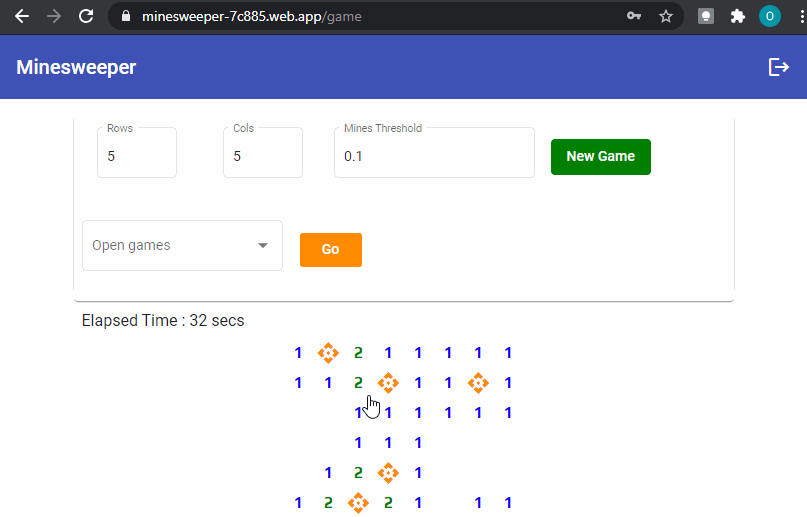 minesweeper-7c885.web.app/game
O
Minesweeper
Rows
Cols
Mines Threshold
5
5
0.1
New Game
Open games
Go
Elapsed Time : 32 secs
1 2 1 1 1 1 1
1 1 2 1 1 1
1 1 1 1 1 1
1 1 1
1 2 1
1 2 2 1 1 1